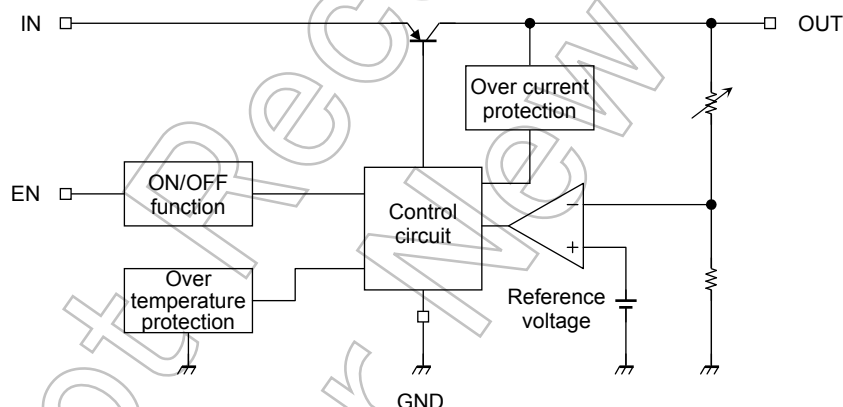 IN
OUT
Over current
protection
EN
ON/OFF
function
Control
circuit
−
+
Over
temperature
protection
Reference
voltage
GND